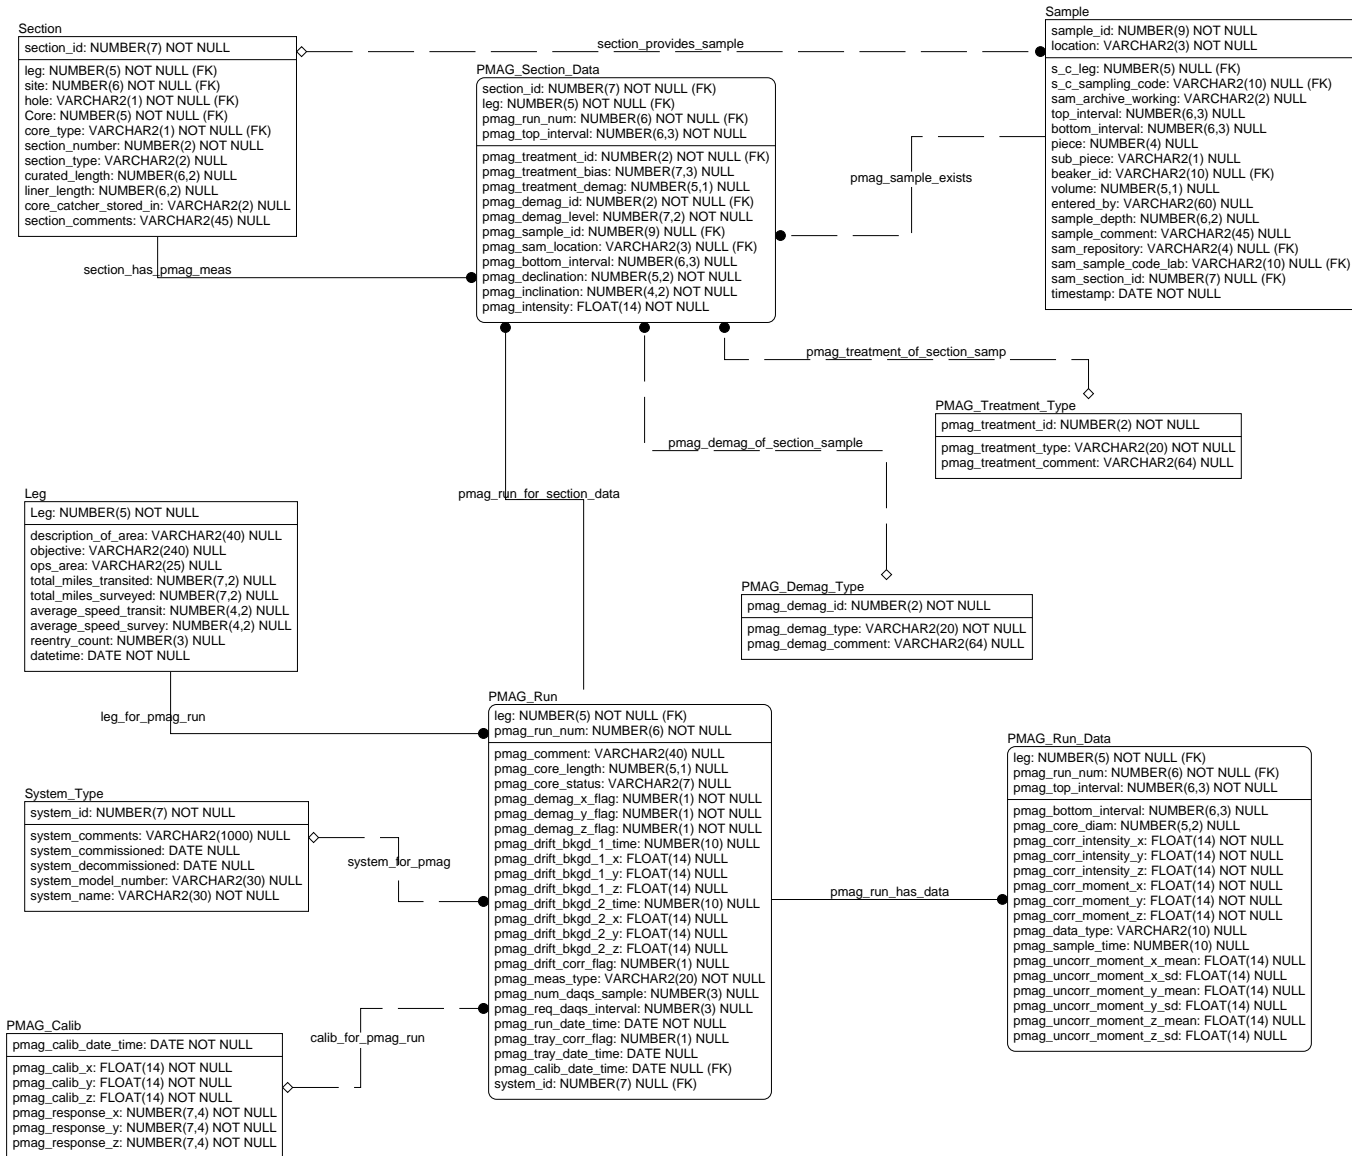 Section
section_id: NUMBER(7) NOT NULL
leg: NUMBER(5) NOT NULL (FK)
site: NUMBER(6) NOT NULL (FK)
hole: VARCHAR2(1) NOT NULL (FK)
Core: NUMBER(5) NOT NULL (FK)
core_type: VARCHAR2(1) NOT NULL (FK)
section_number: NUMBER(2) NOT NULL
section_type: VARCHAR2(2) NULL
curated_length: NUMBER(6,2) NULL
liner_length: NUMBER(6,2) NULL
core_catcher_stored_in: VARCHAR2(2) NULL
section_comments: VARCHAR2(45) NULL
section_provides_sample
PMAG_Section_Data
section_id: NUMBER(7) NOT NULL (FK)
leg: NUMBER(5) NOT NULL (FK)
pmag_run_num: NUMBER(6) NOT NULL (FK)
pmag_top_interval: NUMBER(6,3) NOT NULL
pmag_treatment_id: NUMBER(2) NOT NULL (FK)
pmag_treatment_bias: NUMBER(7,3) NULL
pmag_treatment_demag: NUMBER(5,1) NULL
pmag_demag_id: NUMBER(2) NOT NULL (FK)
pmag_demag_level: NUMBER(7,2) NOT NULL
pmag_sample_id: NUMBER(9) NULL (FK)
pmag_sam_location: VARCHAR2(3) NULL (FK)
pmag_bottom_interval: NUMBER(6,3) NULL
pmag_declination: NUMBER(5,2) NOT NULL
pmag_inclination: NUMBER(4,2) NOT NULL
pmag_intensity: FLOAT(14) NOT NULL
Sample
sample_id: NUMBER(9) NOT NULL
location: VARCHAR2(3) NOT NULL
s_c_leg: NUMBER(5) NULL (FK)
s_c_sampling_code: VARCHAR2(10) NULL (FK)
sam_archive_working: VARCHAR2(2) NULL
top_interval: NUMBER(6,3) NULL
bottom_interval: NUMBER(6,3) NULL
piece: NUMBER(4) NULL
sub_piece: VARCHAR2(1) NULL
beaker_id: VARCHAR2(10) NULL (FK)
volume: NUMBER(5,1) NULL
entered_by: VARCHAR2(60) NULL
sample_depth: NUMBER(6,2) NULL
sample_comment: VARCHAR2(45) NULL
sam_repository: VARCHAR2(4) NULL (FK)
sam_sample_code_lab: VARCHAR2(10) NULL (FK)
sam_section_id: NUMBER(7) NULL (FK)
timestamp: DATE NOT NULL
pmag_sample_exists
section_has_pmag_meas
pmag_treatment_of_section_samp
PMAG_Treatment_Type
pmag_treatment_id: NUMBER(2) NOT NULL
pmag_treatment_type: VARCHAR2(20) NOT NULL
pmag_treatment_comment: VARCHAR2(64) NULL
pmag_demag_of_section_sample
pmag_run_for_section_data
Leg
Leg: NUMBER(5) NOT NULL
description_of_area: VARCHAR2(40) NULL
objective: VARCHAR2(240) NULL
ops_area: VARCHAR2(25) NULL
total_miles_transited: NUMBER(7,2) NULL
total_miles_surveyed: NUMBER(7,2) NULL
average_speed_transit: NUMBER(4,2) NULL
average_speed_survey: NUMBER(4,2) NULL
reentry_count: NUMBER(3) NULL
datetime: DATE NOT NULL
PMAG_Demag_Type
pmag_demag_id: NUMBER(2) NOT NULL
pmag_demag_type: VARCHAR2(20) NOT NULL
pmag_demag_comment: VARCHAR2(64) NULL
leg_for_pmag_run
PMAG_Run
leg: NUMBER(5) NOT NULL (FK)
pmag_run_num: NUMBER(6) NOT NULL
pmag_comment: VARCHAR2(40) NULL
pmag_core_length: NUMBER(5,1) NULL
pmag_core_status: VARCHAR2(7) NULL
pmag_demag_x_flag: NUMBER(1) NOT NULL
pmag_demag_y_flag: NUMBER(1) NOT NULL
pmag_demag_z_flag: NUMBER(1) NOT NULL
pmag_drift_bkgd_1_time: NUMBER(10) NULL
pmag_drift_bkgd_1_x: FLOAT(14) NULL
pmag_drift_bkgd_1_y: FLOAT(14) NULL
pmag_drift_bkgd_1_z: FLOAT(14) NULL
pmag_drift_bkgd_2_time: NUMBER(10) NULL
pmag_drift_bkgd_2_x: FLOAT(14) NULL
pmag_drift_bkgd_2_y: FLOAT(14) NULL
pmag_drift_bkgd_2_z: FLOAT(14) NULL
pmag_drift_corr_flag: NUMBER(1) NULL
pmag_meas_type: VARCHAR2(20) NOT NULL
pmag_num_daqs_sample: NUMBER(3) NULL
pmag_req_daqs_interval: NUMBER(3) NULL
pmag_run_date_time: DATE NOT NULL
pmag_tray_corr_flag: NUMBER(1) NULL
pmag_tray_date_time: DATE NULL
pmag_calib_date_time: DATE NULL (FK)
system_id: NUMBER(7) NULL (FK)
System_Type
system_id: NUMBER(7) NOT NULL
system_comments: VARCHAR2(1000) NULL
system_commissioned: DATE NULL
system_decommissioned: DATE NULL
system_model_number: VARCHAR2(30) NULL
system_name: VARCHAR2(30) NOT NULL
system_for_pmag
PMAG_Run_Data
leg: NUMBER(5) NOT NULL (FK)
pmag_run_num: NUMBER(6) NOT NULL (FK)
pmag_top_interval: NUMBER(6,3) NOT NULL
pmag_bottom_interval: NUMBER(6,3) NULL
pmag_core_diam: NUMBER(5,2) NULL
pmag_corr_intensity_x: FLOAT(14) NOT NULL
pmag_corr_intensity_y: FLOAT(14) NOT NULL
pmag_corr_intensity_z: FLOAT(14) NOT NULL
pmag_corr_moment_x: FLOAT(14) NOT NULL
pmag_corr_moment_y: FLOAT(14) NOT NULL
pmag_corr_moment_z: FLOAT(14) NOT NULL
pmag_data_type: VARCHAR2(10) NULL
pmag_sample_time: NUMBER(10) NULL
pmag_uncorr_moment_x_mean: FLOAT(14) NULL
pmag_uncorr_moment_x_sd: FLOAT(14) NULL
pmag_uncorr_moment_y_mean: FLOAT(14) NULL
pmag_uncorr_moment_y_sd: FLOAT(14) NULL
pmag_uncorr_moment_z_mean: FLOAT(14) NULL
pmag_uncorr_moment_z_sd: FLOAT(14) NULL
pmag_run_has_data
PMAG_Calib
pmag_calib_date_time: DATE NOT NULL
pmag_calib_x: FLOAT(14) NOT NULL
pmag_calib_y: FLOAT(14) NOT NULL
pmag_calib_z: FLOAT(14) NOT NULL
pmag_response_x: NUMBER(7,4) NOT NULL
pmag_response_y: NUMBER(7,4) NOT NULL
pmag_response_z: NUMBER(7,4) NOT NULL
calib_for_pmag_run